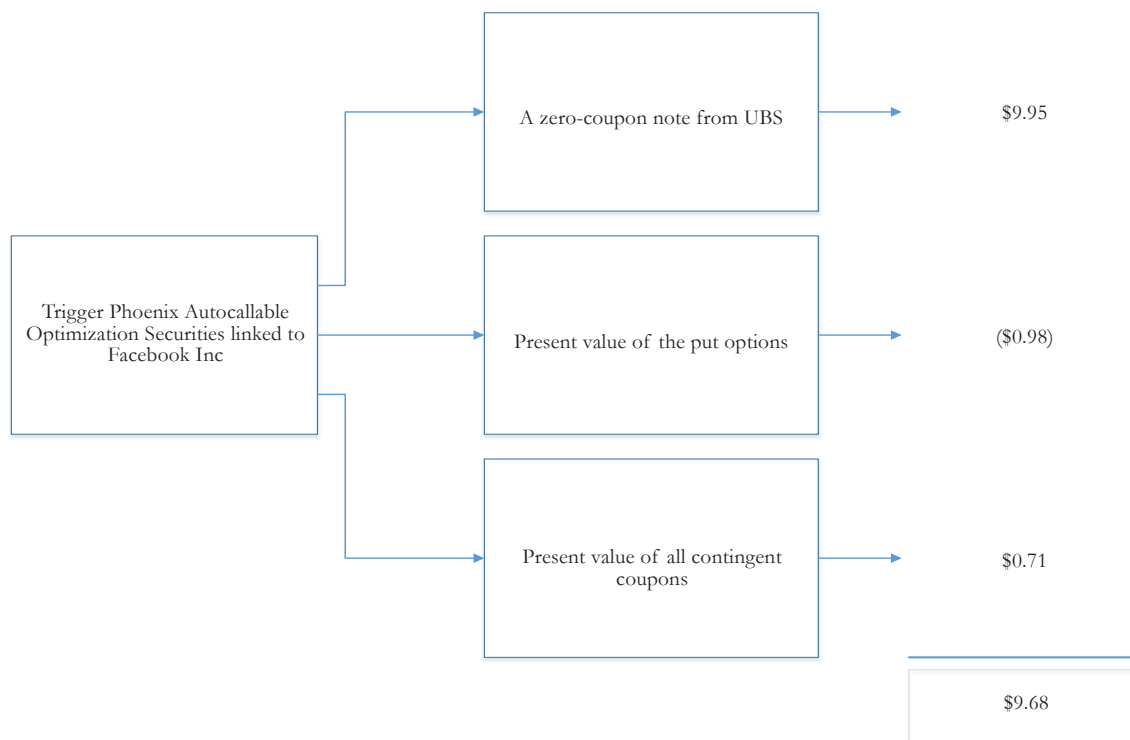 A zero-coupon note from UBS
$9.95
Trigger Phoenix Autocallable
Optimization Securities linked to
Facebook Inc
Present value of the put options
($0.98)
Present value of all contingent
coupons
$0.71
$9.68